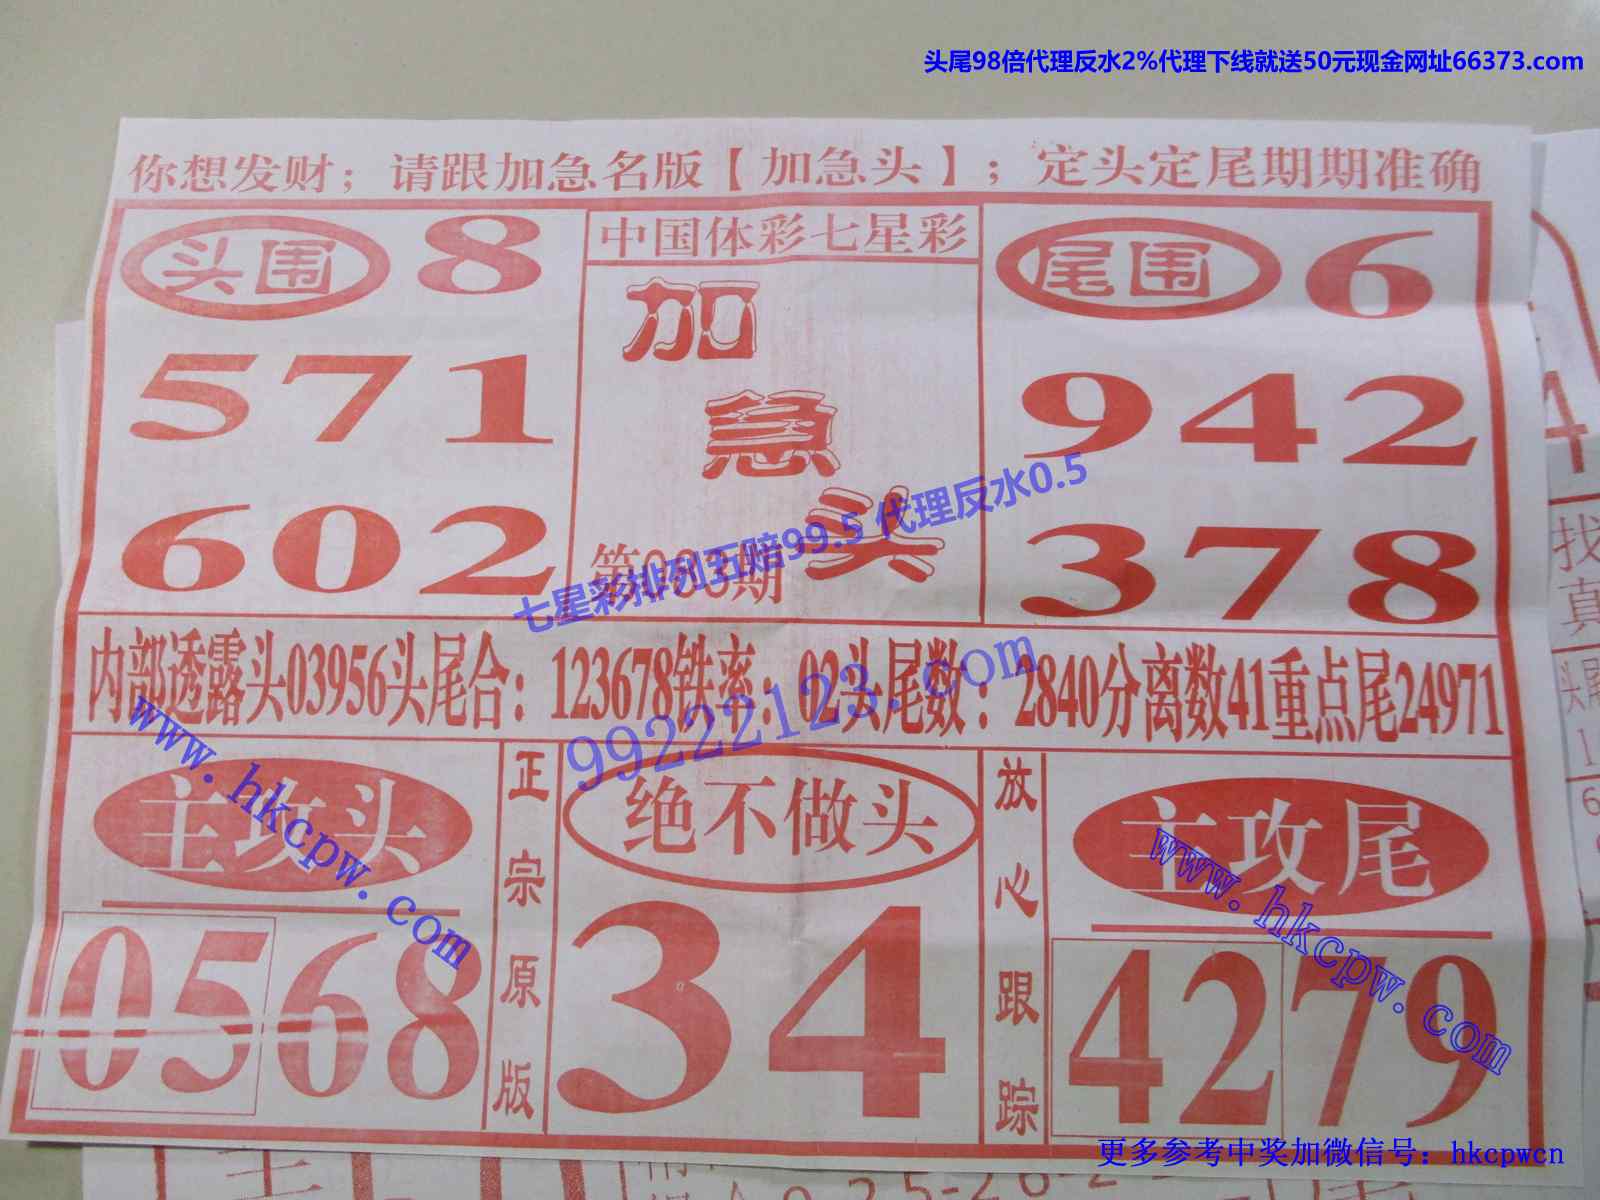 头尾98倍代理反水2%代理下线就送50元现金网址66373.com
你想发财；请跟加急名版【加急头】；定头定尾期期准确
头围 8
571
602
中国体彩七星彩
加急头
第 期
尾围 6
942
378
七星彩排列五赔99.5 代理反水0.5
内部透露头03956头尾合：123678铁率：02头尾数：2840分离数41重点尾24971
99222123.com
www.hkcpw.com
主攻头
0568
正宗原版
绝不做头
34
放心跟踪
主攻尾
4279
www.hkcpw.com
更多参考中奖加微信号：hkcpwcn